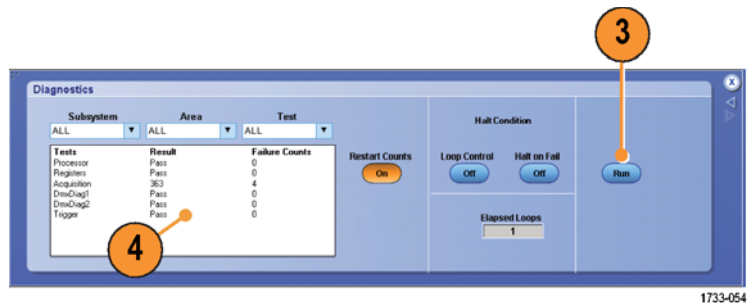 3
Diagnostics
X
Subsystem Area Test
ALL ALL ALL
Halt Condition
Tests Result Failure Counts
Processor Pass 0
Registers Pass 0
Acquisition 363 4
DmxDiag1 Pass 0
DmxDiag2 Pass 0
Trigger Pass 0
Restart Counts
On
Loop Control Halt on Fail
Off Off
Run
Elapsed Loops
1
4
1733-054